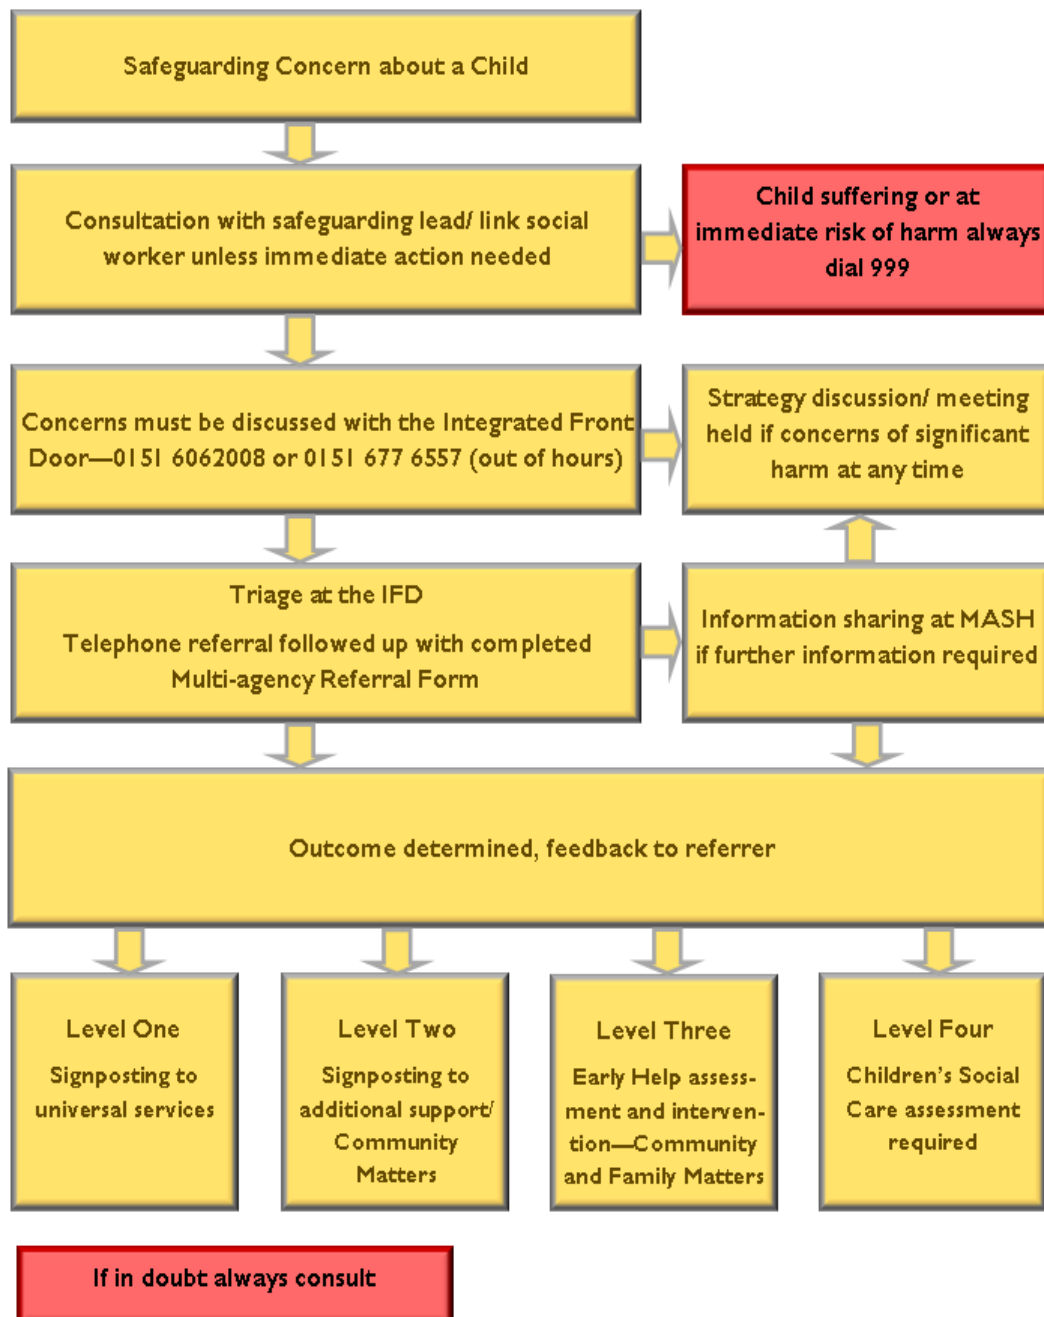 Safeguarding Concern about a Child
Consultation with safeguarding lead/ link social
worker unless immediate action needed
Child suffering or at
immediate risk of harm always
dial 999
Concerns must be discussed with the Integrated Front
Door—0151 6062008 or 0151 677 6557 (out of hours)
Strategy discussion/ meeting
held if concerns of significant
harm at any time
Triage at the IFD
Telephone referral followed up with completed
Multi-agency Referral Form
Information sharing at MASH
if further information required
Outcome determined, feedback to referrer
Level One
Signposting to
universal services
Level Two
Signposting to
additional support/
Community
Matters
Level Three
Early Help assess-
ment and interven-
tion—Community
and Family Matters
Level Four
Children’s Social
Care assessment
required
If in doubt always consult